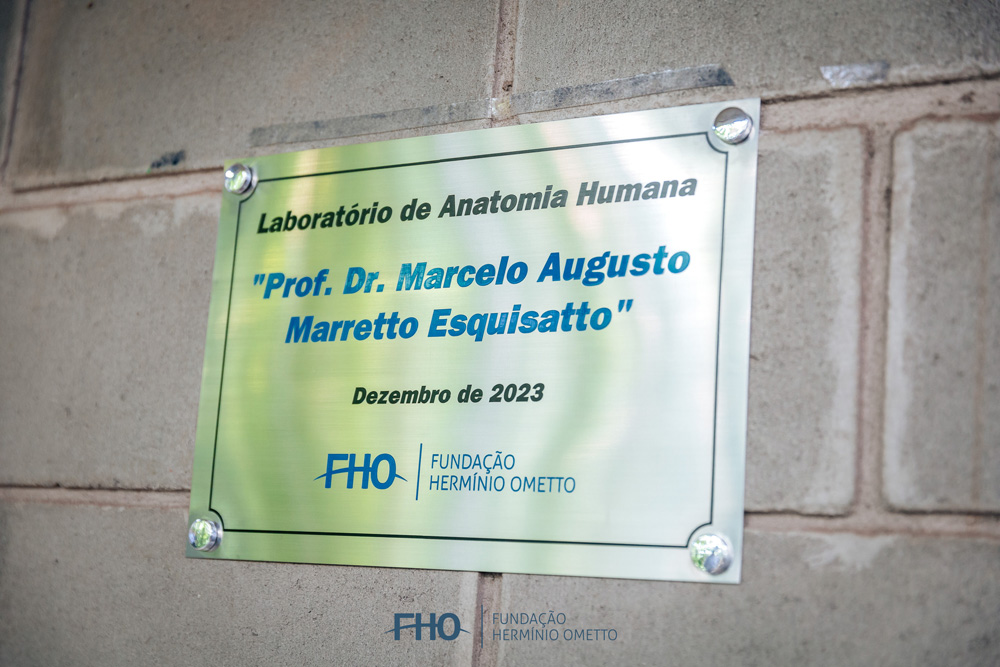 Laboratório de Anatomia Humana
"Prof. Dr. Marcelo Augusto
Marretto Esquisatto"
Dezembro de 2023
FHO
FUNDAÇÃO
HERMÍNIO OMETTO
FHO
FUNDAÇÃO
HERMÍNIO OMETTO